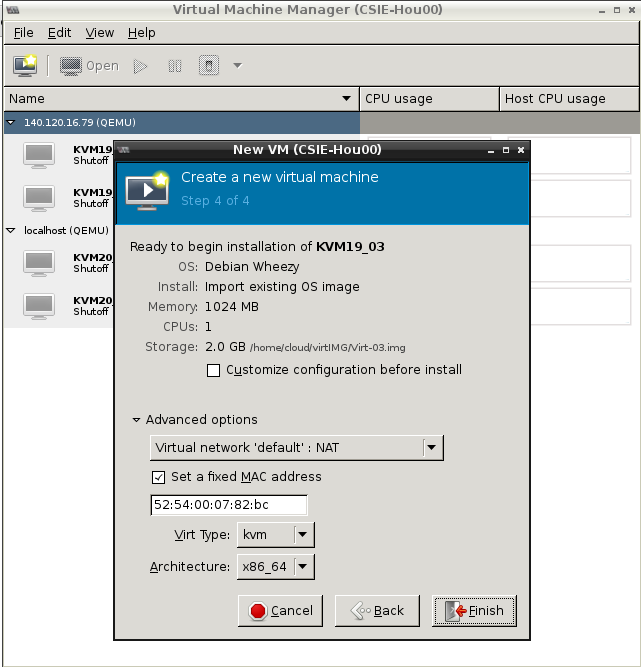 Virtual Machine Manager (CSIE-Hou00)
File Edit View Help
Open
Name CPU usage Host CPU usage
140.120.16.79 (QEMU)
KVM19
Shutoff
KVM19
Shutoff
localhost (QEMU)
KVM20
Shutoff
KVM20
Shutoff
New VM (CSIE-Hou00)
Create a new virtual machine
Step 4 of 4
Ready to begin installation of KVM19_03
OS: Debian Wheezy
Install: Import existing OS image
Memory: 1024 MB
CPUs: 1
Storage: 2.0 GB /home/cloud/virtIMG/Virt-03.img
Customize configuration before install
Advanced options
Virtual network 'default' : NAT
Set a fixed MAC address
52:54:00:07:82:bc
Virt Type: kvm
Architecture: x86_64
Cancel Back Finish